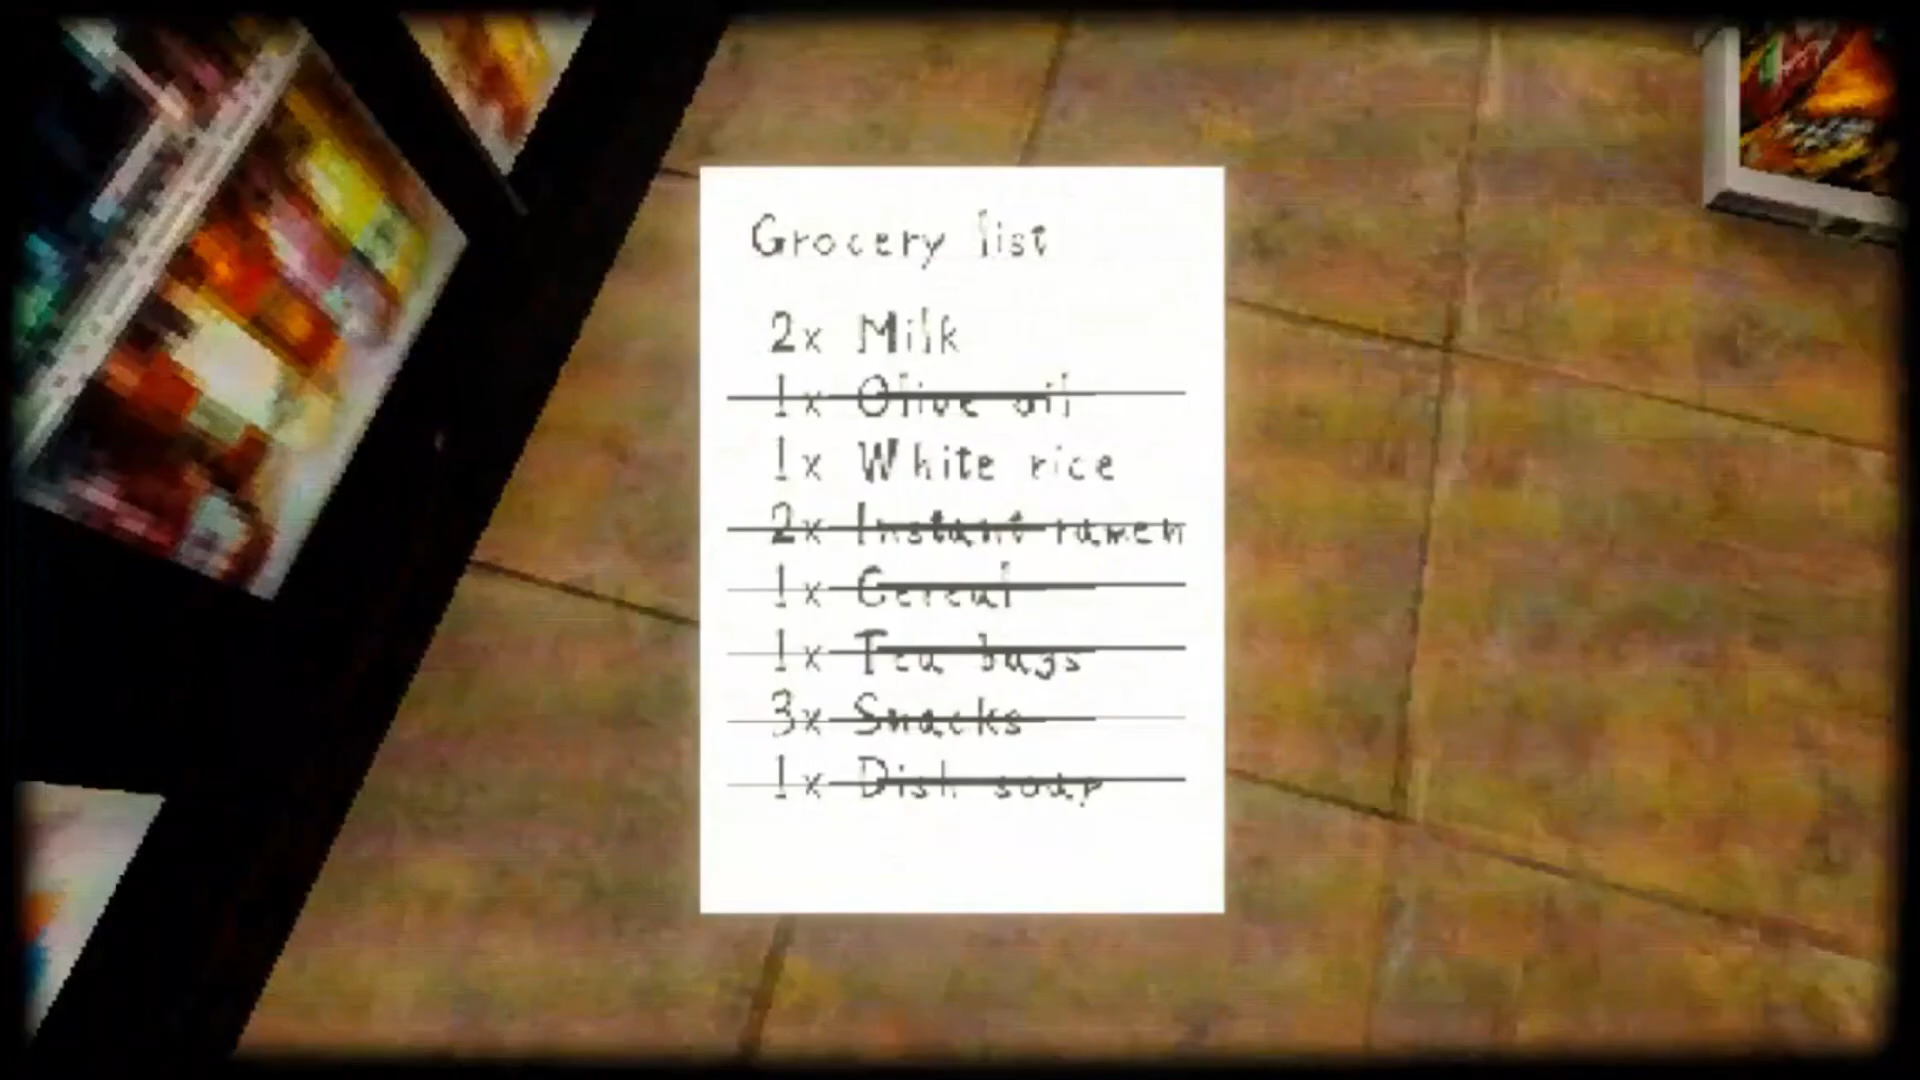 Grocery list
2x Milk
1x Olive oil
1x White rice
2x Instant ramen
1x Cereal
1x Tea bags
3x Snacks
1x Dish soap